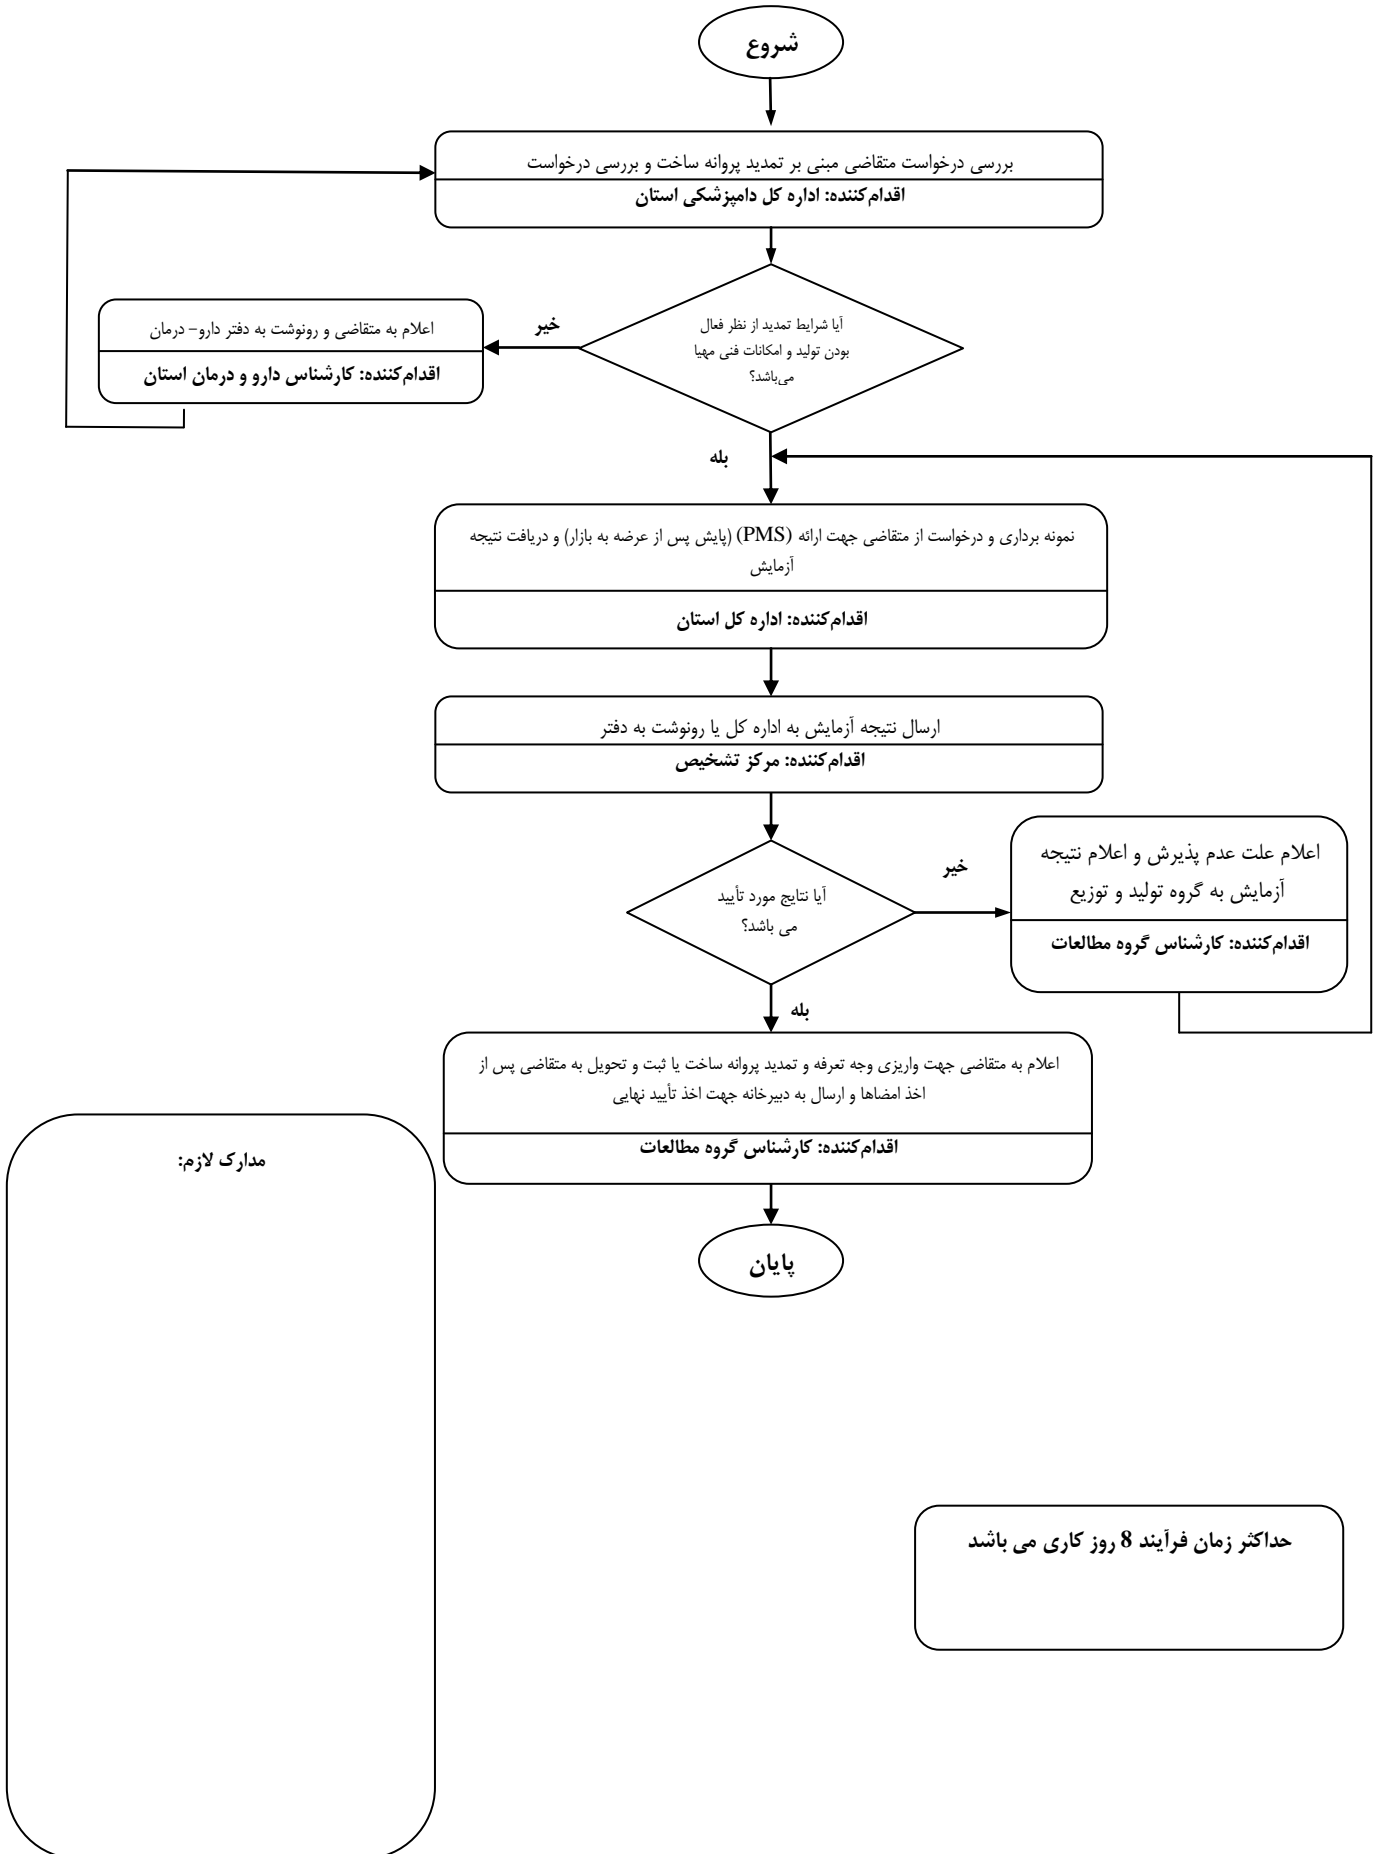 شروع
بررسی درخواست متقاضی مبنی بر تمدید پروانه ساخت و بررسی درخواست
اقدام‌کننده: اداره کل دامپزشکی استان
آیا شرایط تمدید از نظر فعال
بودن تولید و امکانات فنی مهیا
می‌باشد؟
خیر
اعلام به متقاضی و رونوشت به دفتر دارو- درمان
اقدام‌کننده: کارشناس دارو و درمان استان
بله
نمونه برداری و درخواست از متقاضی جهت ارائه (PMS) (پایش پس از عرضه به بازار) و دریافت نتیجه
آزمایش
اقدام‌کننده: اداره کل استان
ارسال نتیجه آزمایش به اداره کل یا رونوشت به دفتر
اقدام‌کننده: مرکز تشخیص
آیا نتایج مورد تأیید
می باشد؟
خیر
اعلام علت عدم پذیرش و اعلام نتیجه
آزمایش به گروه تولید و توزیع
اقدام‌کننده: کارشناس گروه مطالعات
بله
اعلام به متقاضی جهت واریزی وجه تعرفه و تمدید پروانه ساخت یا ثبت و تحویل به متقاضی پس از
اخذ امضاها و ارسال به دبیرخانه جهت اخذ تأیید نهایی
اقدام‌کننده: کارشناس گروه مطالعات
مدارک لازم:
پایان
حداکثر زمان فرآیند 8 روز کاری می باشد